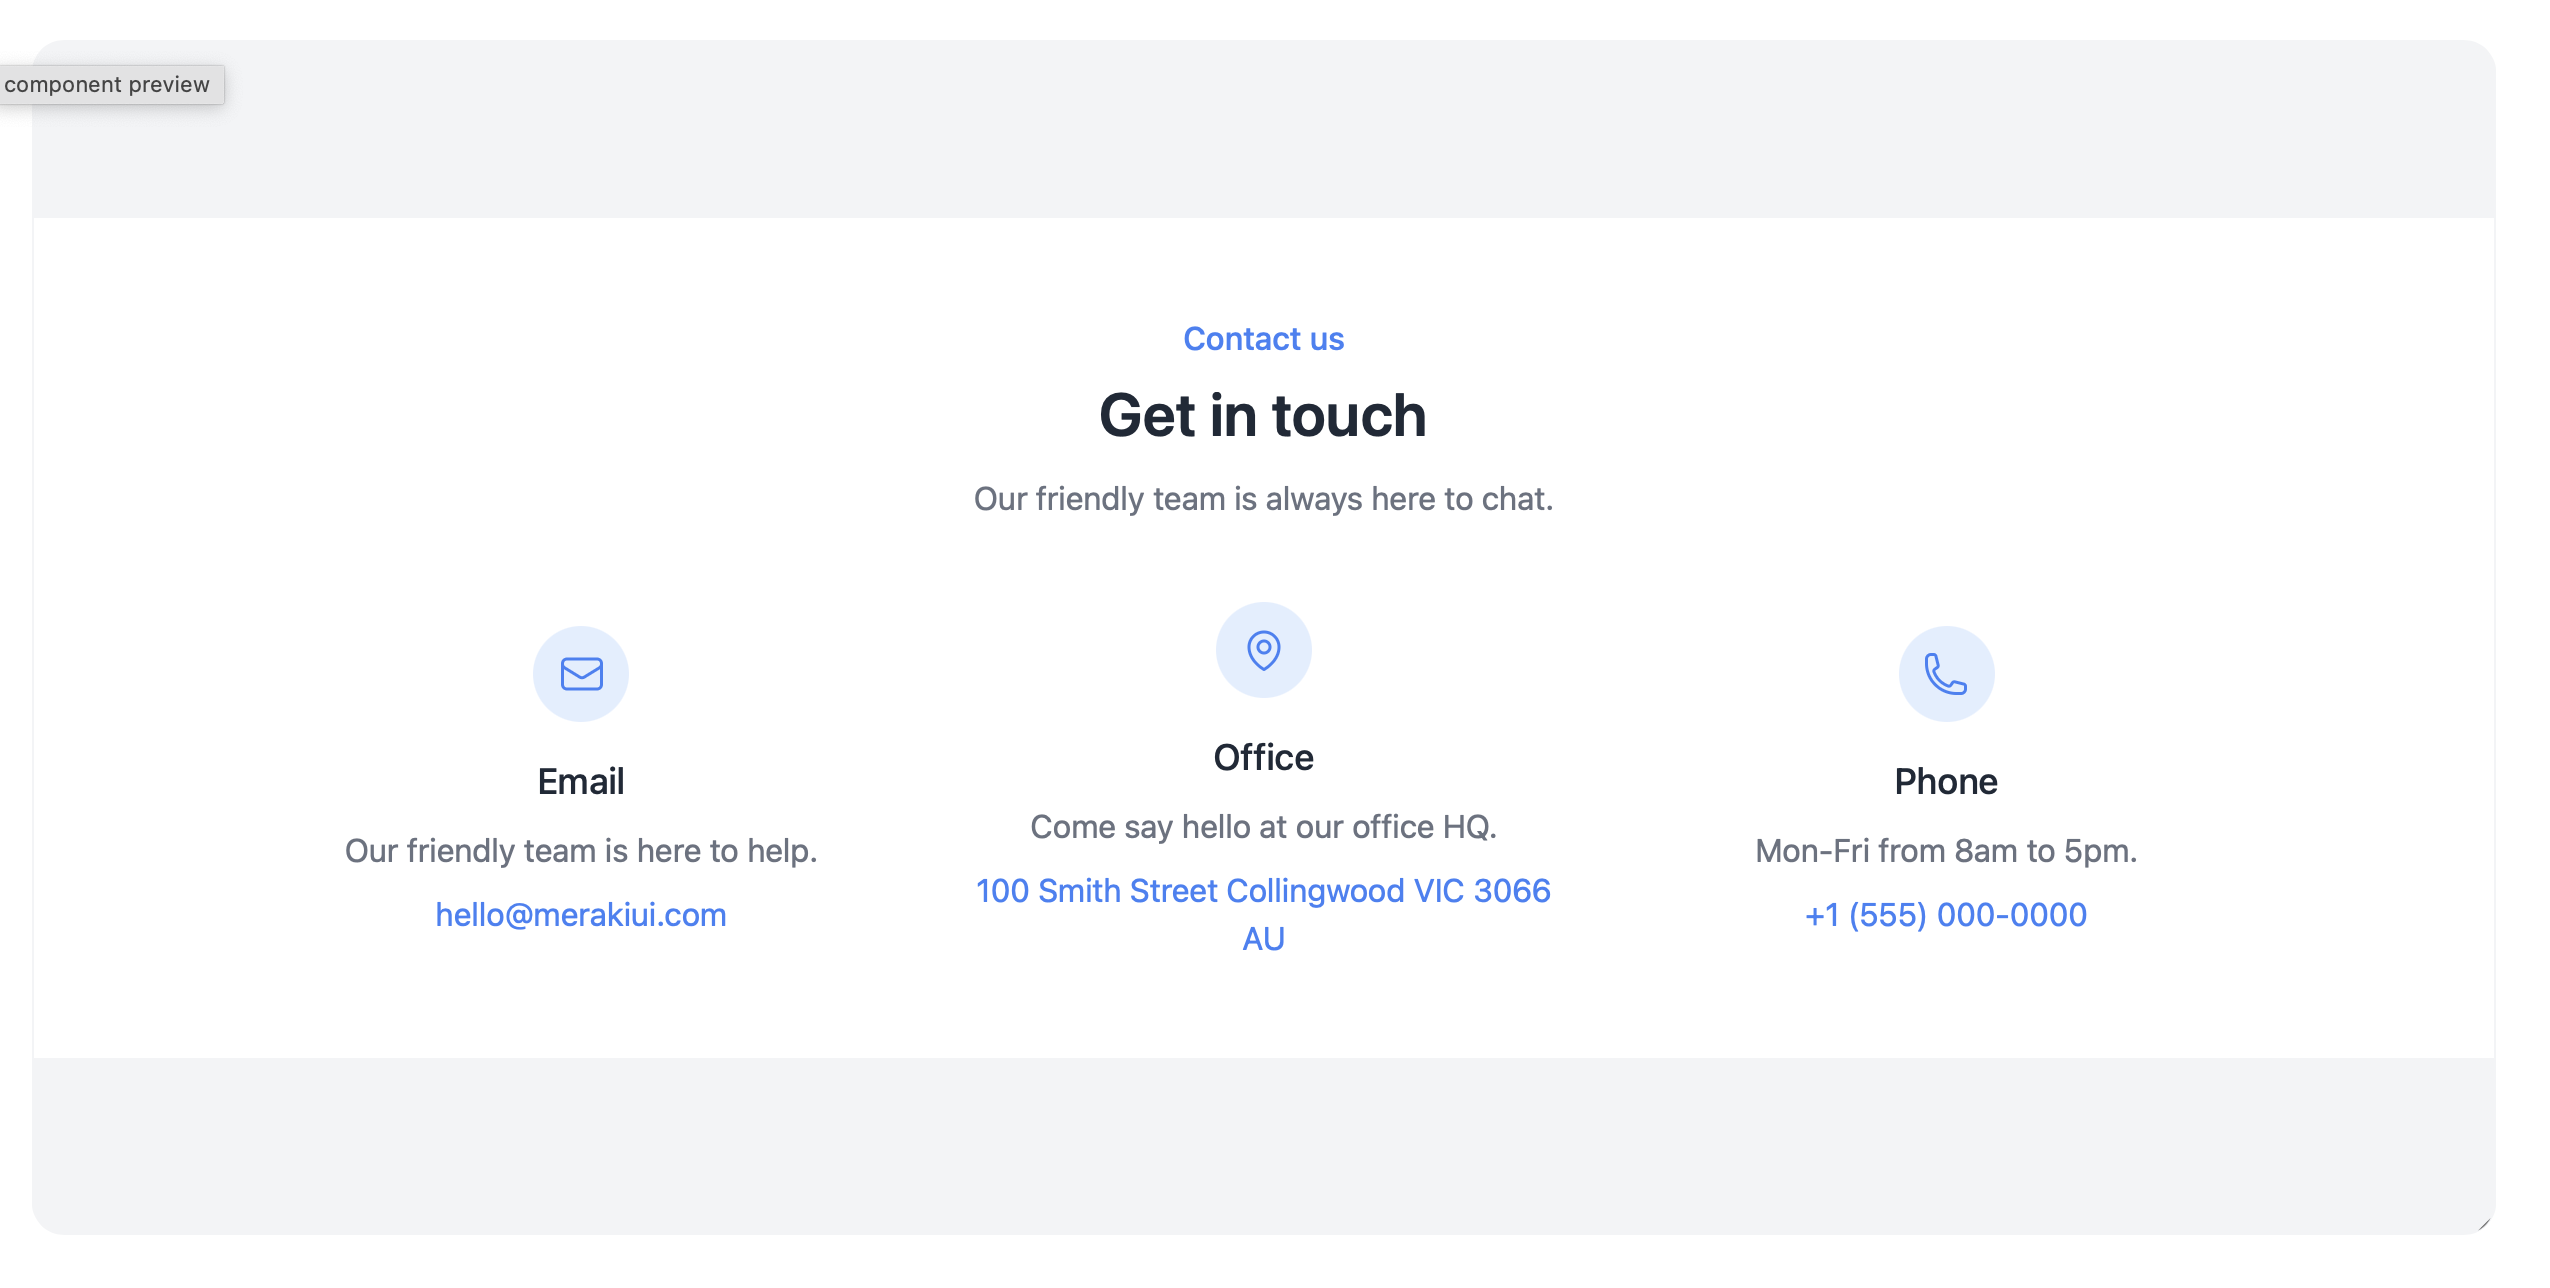 component preview
Contact us
Get in touch
Our friendly team is always here to chat.
Email
Our friendly team is here to help.
hello@merakiui.com
Office
Come say hello at our office HQ.
100 Smith Street Collingwood VIC 3066
AU
Phone
Mon-Fri from 8am to 5pm.
+1 (555) 000-0000